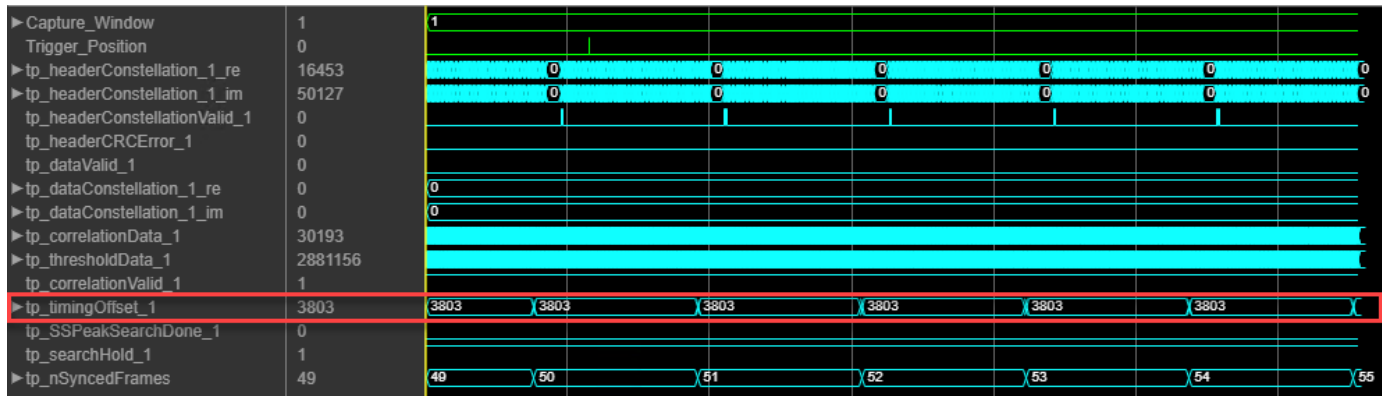 Capture_Window 1 1
Trigger_Position 0
tp_headerConstellation_1_re 16453 0 0 0 0 0 0
tp_headerConstellation_1_im 50127 0 0 0 0 0 0
tp_headerConstellationValid_1 0
tp_headerCRCError_1 0
tp_dataValid_1 0
tp_dataConstellation_1_re 0 0
tp_dataConstellation_1_im 0 0
tp_correlationData_1 30193
tp_thresholdData_1 2881156
tp_correlationValid_1 1
tp_timingOffset_1 3803 3803 3803 3803 3803 3803 3803
tp_SSPeakSearchDone_1 0
tp_searchHold_1 1
tp_nSyncedFrames 49 49 50 51 52 53 54 55